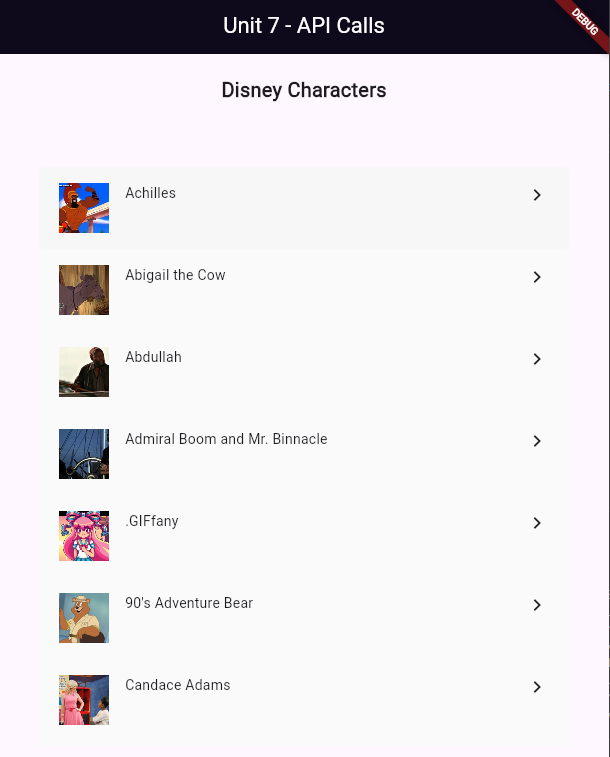 Unit 7 - API Calls
DEBUG
Disney Characters
Achilles
Abigail the Cow
Abdullah
Admiral Boom and Mr. Binnacle
.GIFfany
90's Adventure Bear
Candace Adams